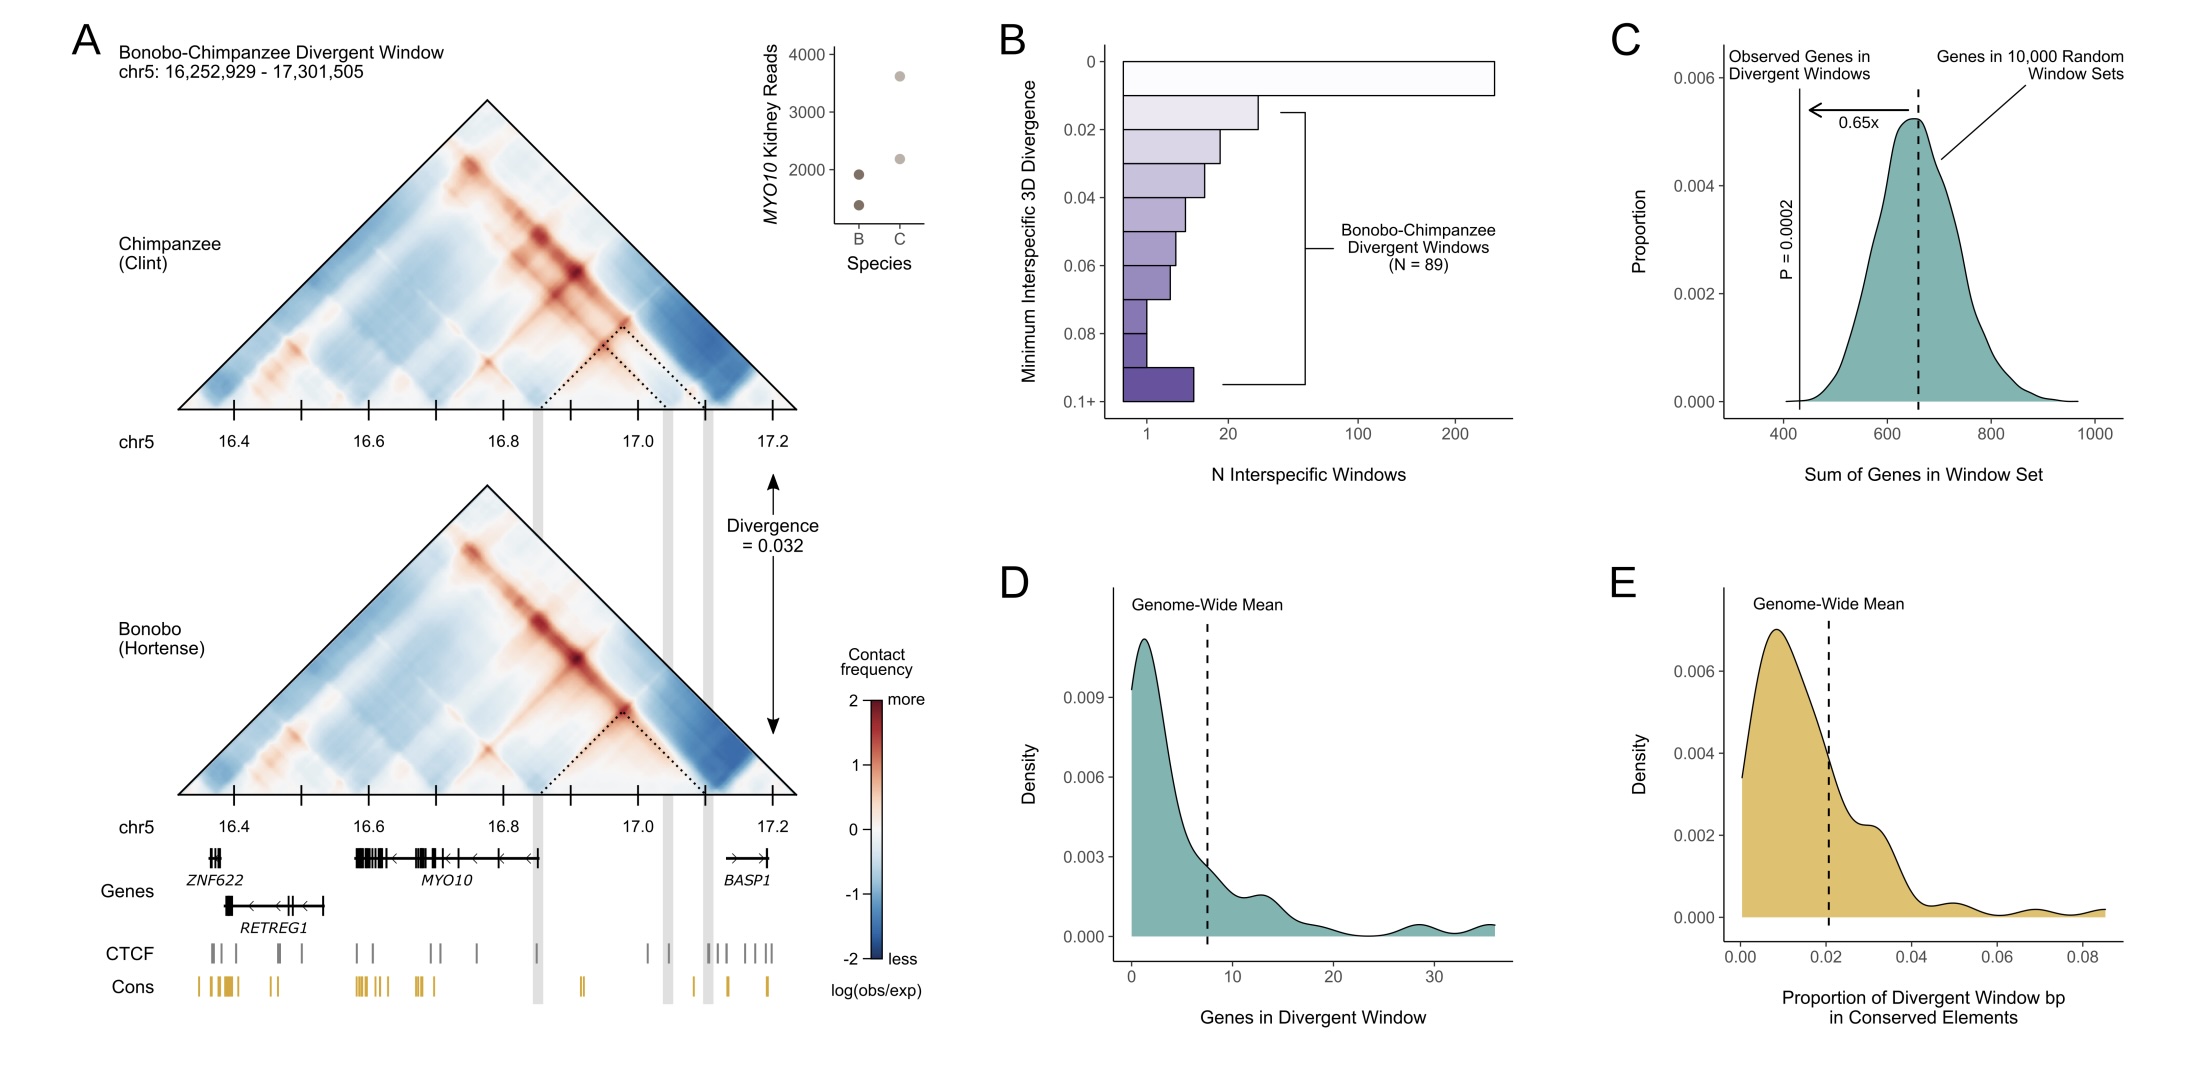 A
Bonobo-Chimpanzee Divergent Window
chr5: 16,252,929 - 17,301,505
Chimpanzee
(Clint)
chr5
16.4
16.6
16.8
17.0
17.2
MYO10 Kidney Reads
4000
3000
2000
B
C
Species
Divergence
= 0.032
Bonobo
(Hortense)
chr5
16.4
16.6
16.8
17.0
17.2
Contact
frequency
2
more
1
0
-1
-2
less
log(obs/exp)
Genes
ZNF622
MYO10
BASP1
RETREG1
CTCF
Cons
B
Minimum Interspecific 3D Divergence
0
0.02
0.04
0.06
0.08
0.1+
Bonobo-Chimpanzee
Divergent Windows
(N = 89)
1
20
100
200
N Interspecific Windows
C
Observed Genes in
Divergent Windows
Genes in 10,000 Random
Window Sets
0.65x
P = 0.0002
Proportion
0.006
0.004
0.002
0.000
400
600
800
1000
Sum of Genes in Window Set
D
Genome-Wide Mean
Density
0.009
0.006
0.003
0.000
0
10
20
30
Genes in Divergent Window
E
Genome-Wide Mean
Density
0.006
0.004
0.002
0.000
0.00
0.02
0.04
0.06
0.08
Proportion of Divergent Window bp
in Conserved Elements